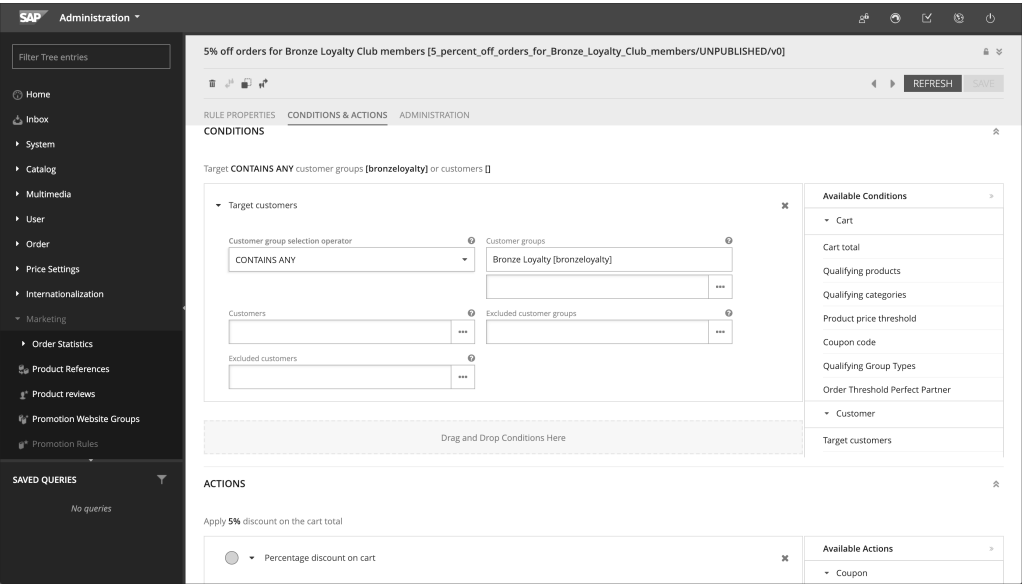 SAP Administration
Filter Tree entries
Home
Inbox
System
Catalog
Multimedia
User
Order
Price Settings
Internationalization
Marketing
Order Statistics
Product References
Product reviews
Promotion Website Groups
Promotion Rules
SAVED QUERIES
No queries
5% off orders for Bronze Loyalty Club members [5_percent_off_orders_for_Bronze_Loyalty_Club_members/UNPUBLISHED/v0]
REFRESH SAVE
RULE PROPERTIES CONDITIONS & ACTIONS ADMINISTRATION
CONDITIONS
Target CONTAINS ANY customer groups [bronzeloyalty] or customers []
Target customers
Customer group selection operator
CONTAINS ANY
Customer groups
Bronze Loyalty [bronzeloyalty]
Customers
Excluded customer groups
Excluded customers
Drag and Drop Conditions Here
Available Conditions
Cart
Cart total
Qualifying products
Qualifying categories
Product price threshold
Coupon code
Qualifying Group Types
Order Threshold Perfect Partner
Customer
Target customers
ACTIONS
Apply 5% discount on the cart total
Percentage discount on cart
Available Actions
Coupon